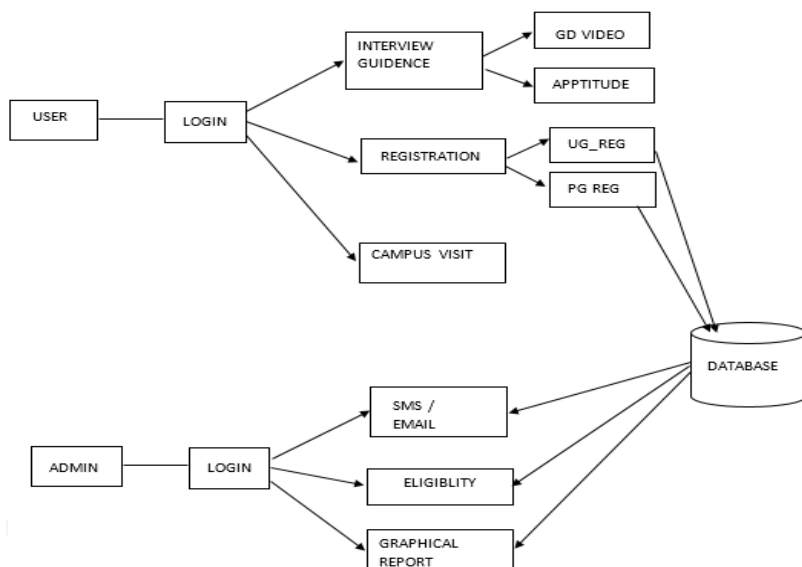 GD VIDEO
INTERVIEW
GUIDENCE
APPTITUDE
USER
LOGIN
UG_REG
REGISTRATION
PG REG
CAMPUS VISIT
DATABASE
SMS /
EMAIL
ADMIN
LOGIN
ELIGIBLITY
GRAPHICAL
REPORT